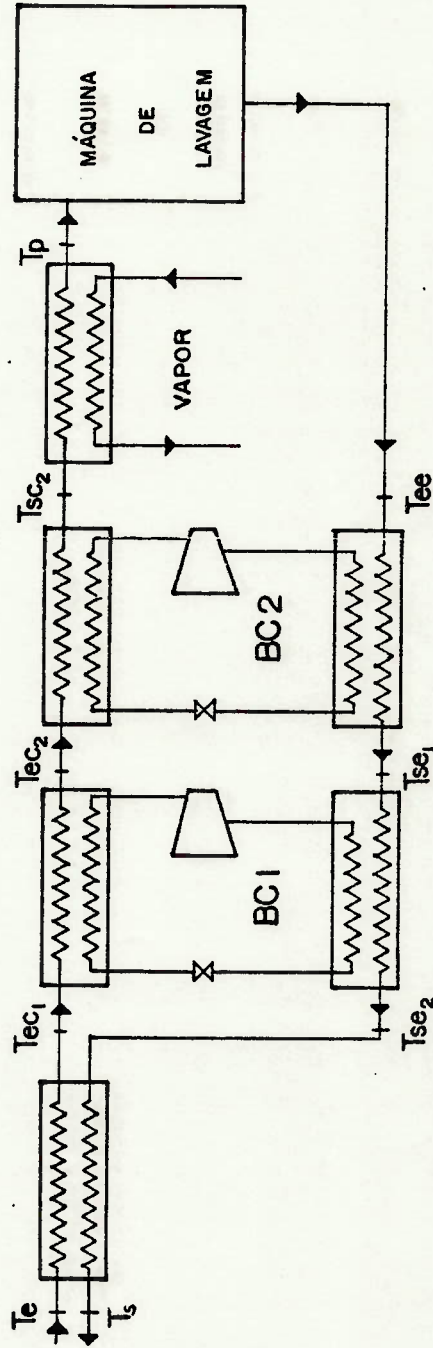 Te
Ts
Tec₁
Tse₂
BC1
Tec₂
Tse₁
BC2
Tsc₂
Tee
VAPOR
Tp
MÁQUINA
DE
LAVAGEM